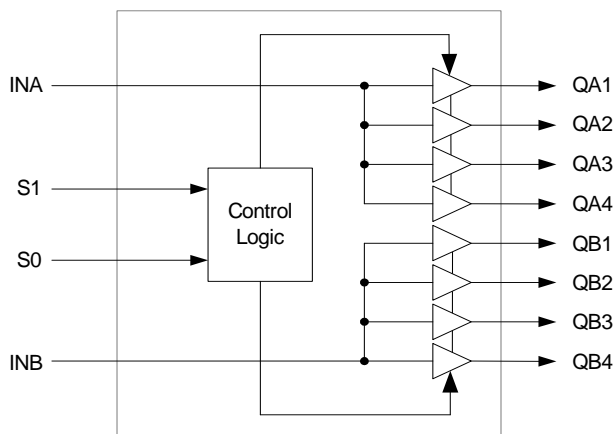 INA
S1
S0
INB
Control
Logic
QA1
QA2
QA3
QA4
QB1
QB2
QB3
QB4